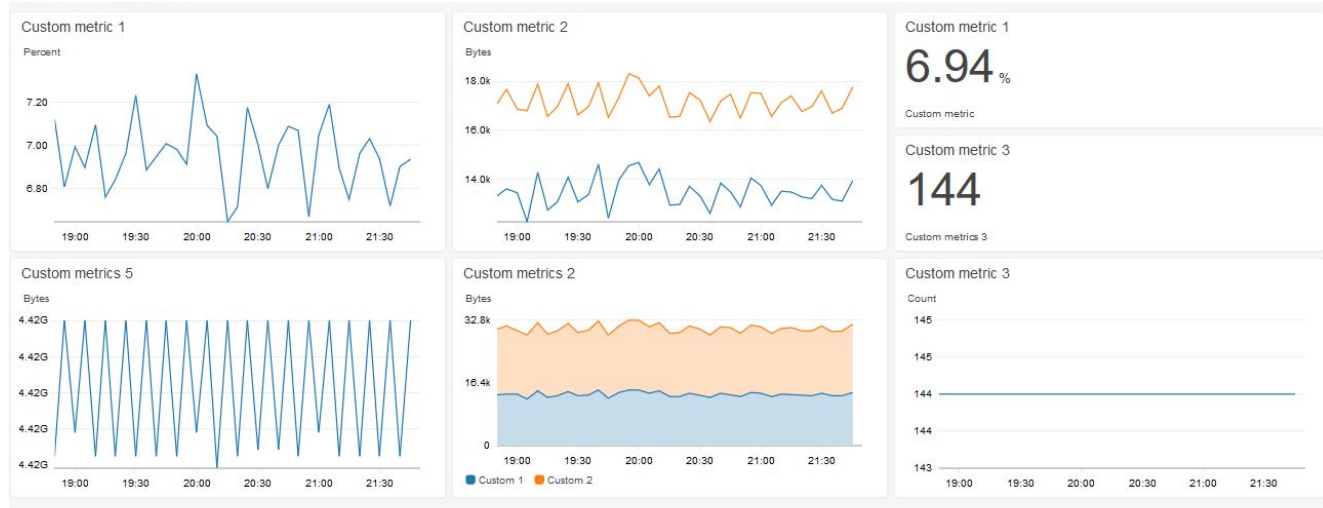 Custom metric 1
Percent
7.20
7.00
6.80
19:00 19:30 20:00 20:30 21:00 21:30
Custom metric 2
Bytes
18.0k
16.0k
14.0k
19:00 19:30 20:00 20:30 21:00 21:30
Custom metric 1
6.94 %
Custom metric
Custom metric 3
144
Custom metrics 3
Custom metrics 5
Bytes
4.42G
4.42G
4.42G
4.42G
4.42G
19:00 19:30 20:00 20:30 21:00 21:30
Custom metrics 2
Bytes
32.8k
16.4k
0
19:00 19:30 20:00 20:30 21:00 21:30
Custom 1 Custom 2
Custom metric 3
Count
145
145
144
144
143
19:00 19:30 20:00 20:30 21:00 21:30